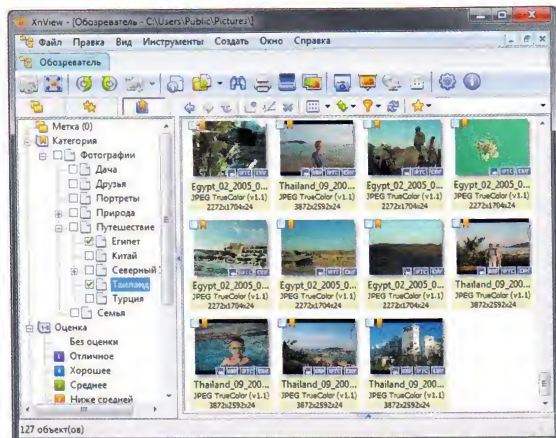 XnView - [Обозреватель - C:\Users\Public\Pictures\]
Файл Правка Вид Инструменты Создать Окно Справка
Обозреватель
Метка (0)
Категория
Фотографии
Дача
Друзья
Портреты
Природа
Путешествие
Египет
Китай
Северный
Таиланд
Турция
Семья
Оценка
Без оценки
Отличное
Хорошее
Среднее
Ниже средней
Egypt_02_2005_0... Thailand_09_200... Egypt_02_2005_0... Egypt_02_2005_0...
JPEG TrueColor (v1.1) JPEG TrueColor (v1.1) JPEG TrueColor (v1.1) JPEG TrueColor (v1.1)
2272x1704x24 3872x2592x24 2272x1704x24 2272x1704x24
Egypt_02_2005_0... Egypt_02_2005_0... Egypt_02_2005_0... Thailand_09_200...
JPEG TrueColor (v1.1) JPEG TrueColor (v1.1) JPEG TrueColor (v1.1) JPEG TrueColor (v1.1)
2272x1704x24 2272x1704x24 2272x1704x24 3872x2592x24
Thailand_09_200... Thailand_09_200... Thailand_09_200...
JPEG TrueColor (v1.1) JPEG TrueColor (v1.1) JPEG TrueColor (v1.1)
3872x2592x24 3872x2592x24 3872x2592x24
127 объект(ов)